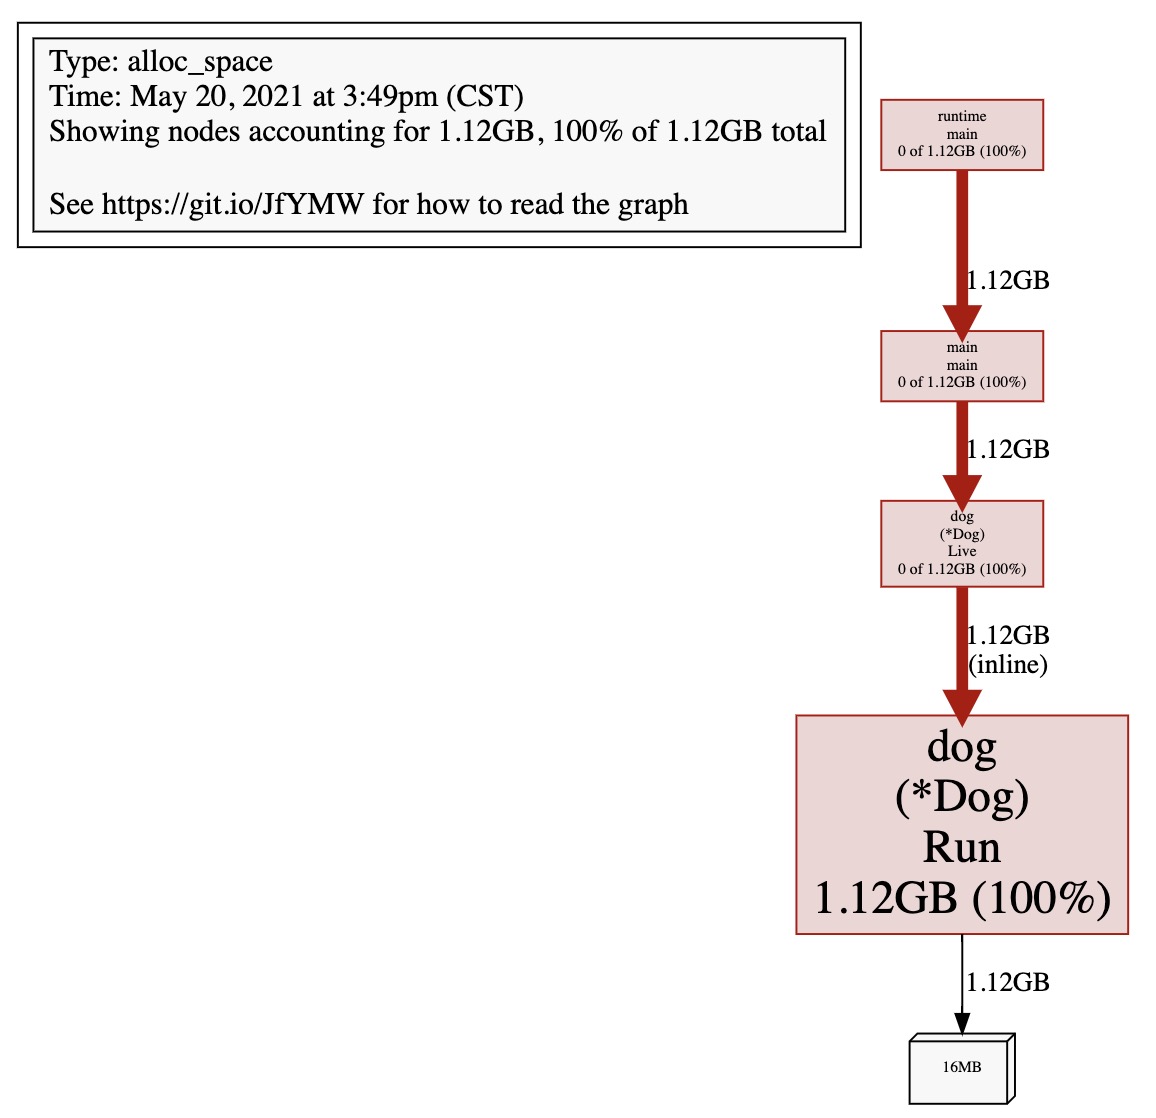 Type: alloc_space
Time: May 20, 2021 at 3:49pm (CST)
Showing nodes accounting for 1.12GB, 100% of 1.12GB total
See https://git.io/JfYMW for how to read the graph
runtime
main
0 of 1.12GB (100%)
1.12GB
main
main
0 of 1.12GB (100%)
1.12GB
dog
(*Dog)
Live
0 of 1.12GB (100%)
1.12GB
(inline)
dog
(*Dog)
Run
1.12GB (100%)
1.12GB
16MB